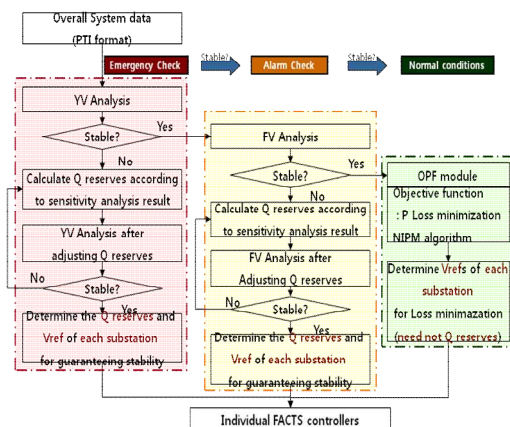 Overall System data
(PTI format)
Emergency Check
Stable?
Alarm Check
Stable?
Normal conditions
YV Analysis
Stable?
Yes
No
Calculate Q reserves according
to sensitivity analysis result
YV Analysis after
adjusting Q reserves
No
Stable?
Yes
Determine the Q reserves and
Vref of each substation
for guaranteeing stability
FV Analysis
Stable?
Yes
No
Calculate Q reserves according
to sensitivity analysis result
FV Analysis after
Adjusting Q reserves
No
Stable?
Yes
Determine the Q reserves and
Vref of each substation
for guaranteeing stability
OPF module
Objective function
: P Loss minimization
NIPM algorithm
Determine Vrefs of each
substation
for Loss minimazation
(need not Q reserves)
Individual FACTS controllers